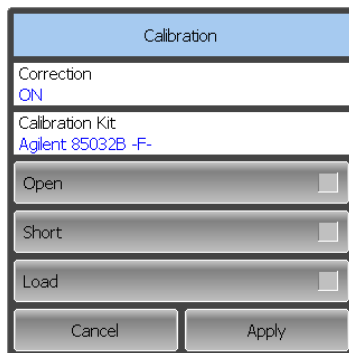 Calibration
Correction
ON
Calibration Kit
Agilent 85032B -F-
Open
Short
Load
Cancel
Apply